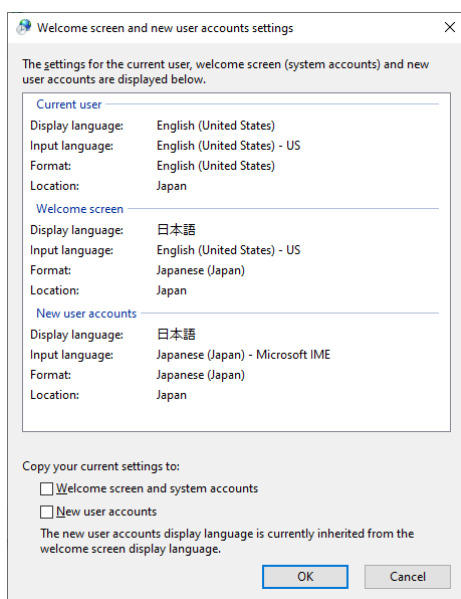 Welcome screen and new user accounts settings
The settings for the current user, welcome screen (system accounts) and new
user accounts are displayed below.
Current user
Display language: English (United States)
Input language: English (United States) - US
Format: English (United States)
Location: Japan
Welcome screen
Display language: 日本語
Input language: English (United States) - US
Format: Japanese (Japan)
Location: Japan
New user accounts
Display language: 日本語
Input language: Japanese (Japan) - Microsoft IME
Format: Japanese (Japan)
Location: Japan
Copy your current settings to:
Welcome screen and system accounts
New user accounts
The new user accounts display language is currently inherited from the
welcome screen display language.
OK Cancel